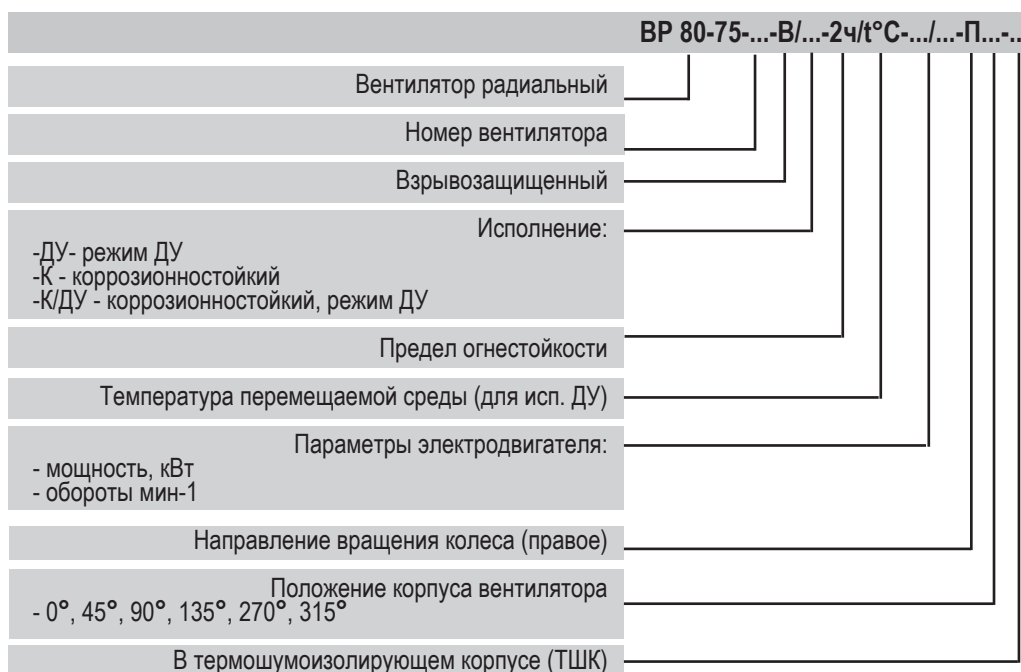 ВР 80-75-...-В/...-2ч/t°С-.../...-П...-..
Вентилятор радиальный
Номер вентилятора
Взрывозащищенный
Исполнение:
-ДУ- режим ДУ
-К - коррозионностойкий
-К/ДУ - коррозионностойкий, режим ДУ
Предел огнестойкости
Температура перемещаемой среды (для исп. ДУ)
Параметры электродвигателя:
- мощность, кВт
- обороты мин-1
Направление вращения колеса (правое)
Положение корпуса вентилятора
- 0°, 45°, 90°, 135°, 270°, 315°
В термошумоизолирующем корпусе (ТШК)